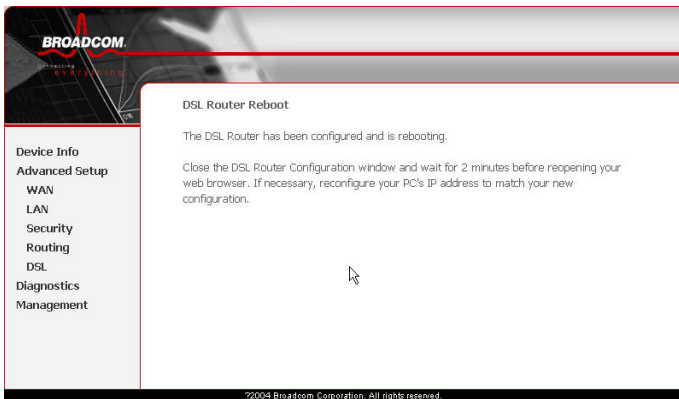 BROADCOM.
connecting
everything
DSL Router Reboot
The DSL Router has been configured and is rebooting.
Close the DSL Router Configuration window and wait for 2 minutes before reopening your
web browser. If necessary, reconfigure your PC's IP address to match your new
configuration.
Device Info
Advanced Setup
WAN
LAN
Security
Routing
DSL
Diagnostics
Management
?2004 Broadcom Corporation. All rights reserved.